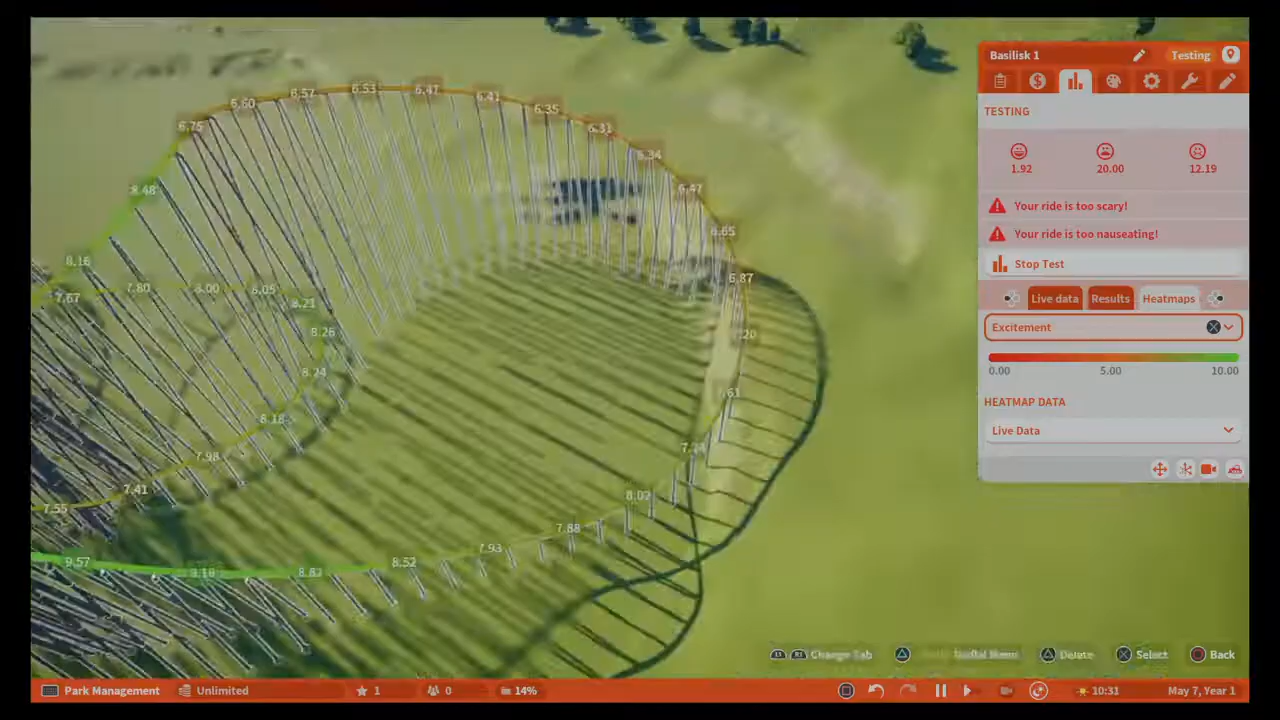 Basilisk 1
Testing
TESTING
1.92 20.00 12.19
Your ride is too scary!
Your ride is too nauseating!
Stop Test
Live data Results Heatmaps
Excitement
0.00 5.00 10.00
HEATMAP DATA
Live Data
6.53
6.57 6.47
6.60 6.41
6.35
6.75 6.31
6.34
8.48 6.47
6.65
8.16 6.87
7.67 7.80 8.00 8.05
8.21
8.26
8.24
8.18
7.98
7.41
7.55
8.02
7.88
7.93
8.52
9.57
8.82
Change Tab
Radial Menu
Delete
Select
Back
Park Management
Unlimited
1
0
14%
10:31
May 7, Year 1